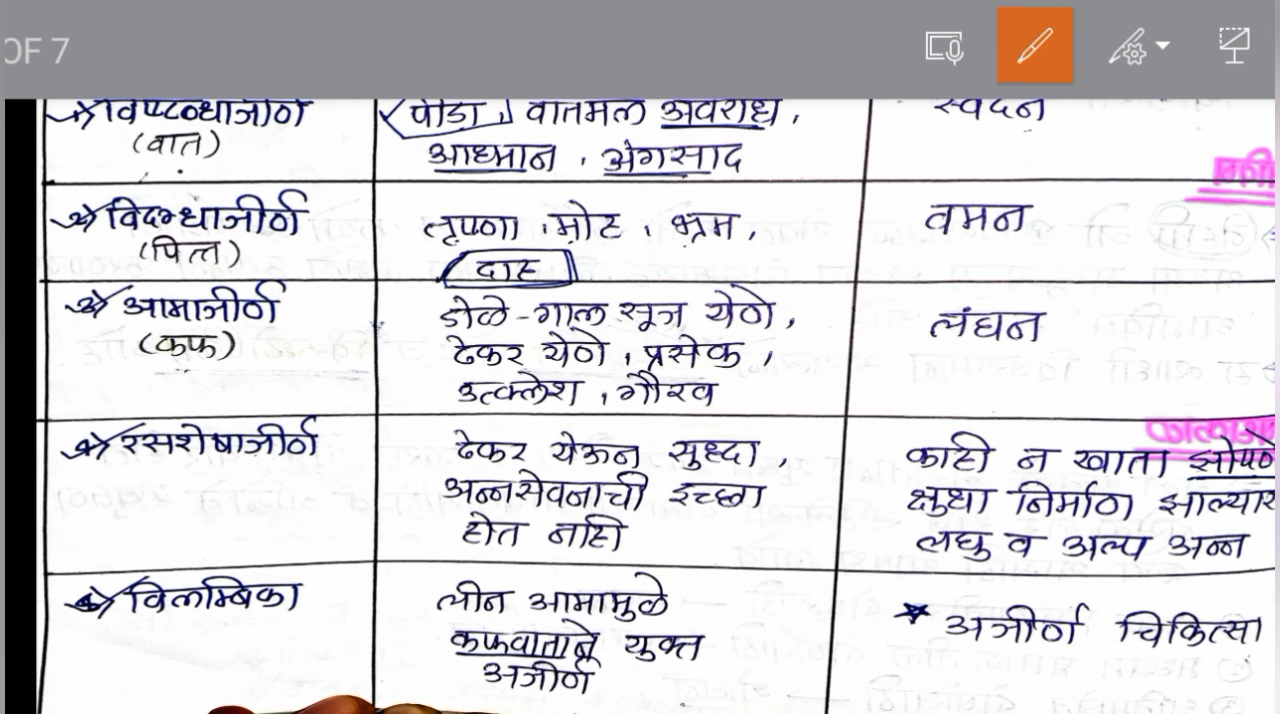 OF 7
विष्टब्धाजीर्ण
(वात)
पीडा, वातमल अवरोध,
आध्मान, अंगसाद
स्वेदन
विदग्धाजीर्ण
(पित्त)
तृष्णा, मोह, भ्रम,
दाह
वमन
आमाजीर्ण
(कफ)
डोळे-गाल सूज येणे,
ढेकर येणे, प्रसेक,
उत्क्लेश, गौरव
लंघन
रसशेषाजीर्ण
ढेकर येऊन सुध्दा,
अन्नसेवनाची इच्छा
होत नाही
काही न खाता झोपणे
क्षुधा निर्माण झाल्यास
लघु व अल्प अन्न
विलम्बिका
लीन आमामुळे
कफवाताने युक्त
अजीर्ण
* अजीर्ण चिकित्सा